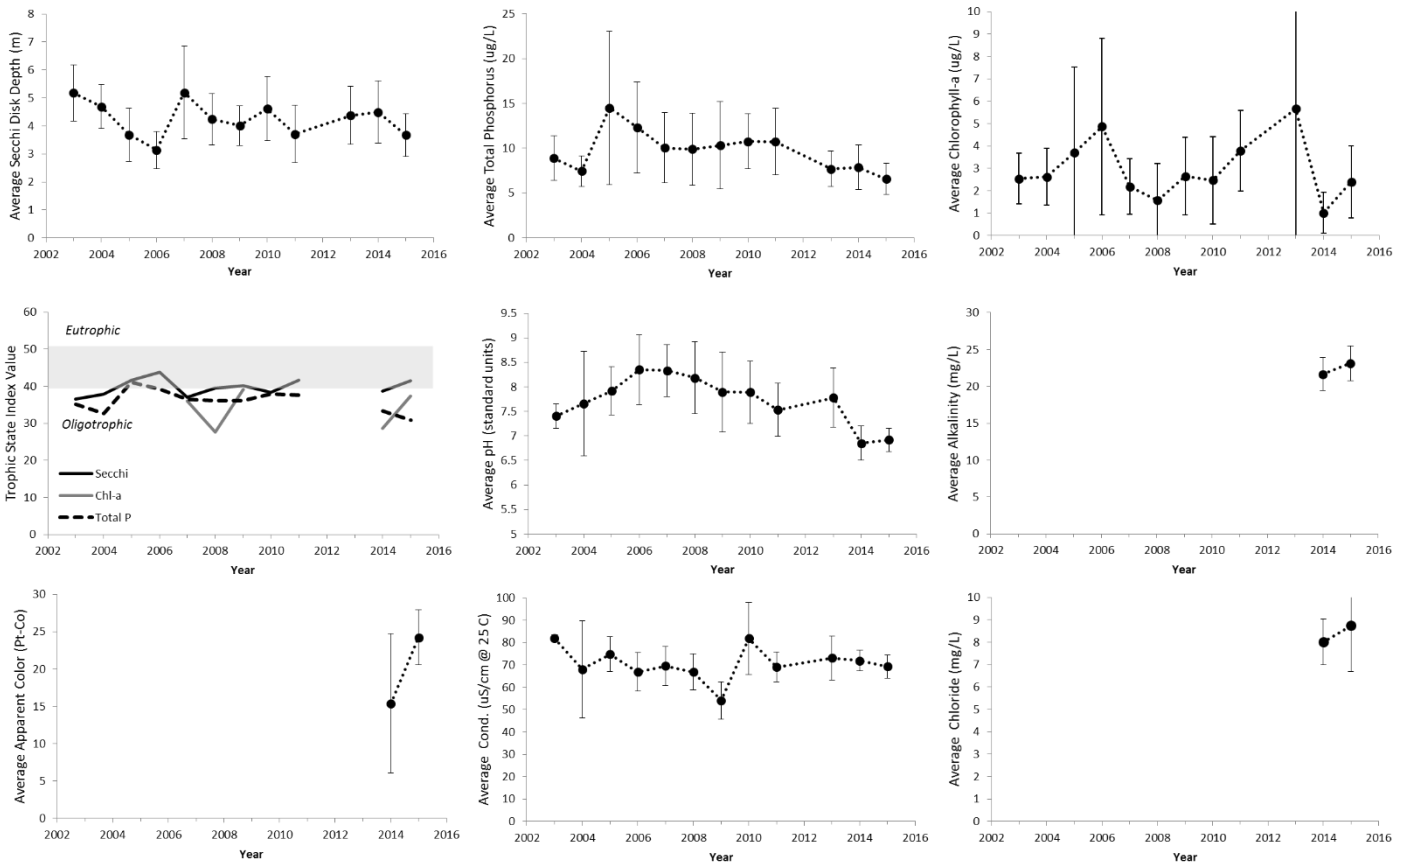 Average Secchi Disk Depth (m)
8
7
6
5
4
3
2
1
0
2002 2004 2006 2008 2010 2012 2014 2016
Year
Average Total Phosphorus (ug/L)
25
20
15
10
5
0
2002 2004 2006 2008 2010 2012 2014 2016
Year
Average Chlorophyll-a (ug/L)
10
9
8
7
6
5
4
3
2
1
0
2002 2004 2006 2008 2010 2012 2014 2016
Year
Trophic State Index Value
60
50
40
30
20
10
0
Eutrophic
Oligotrophic
Secchi
Chl-a
Total P
2002 2004 2006 2008 2010 2012 2014 2016
Year
Average pH (standard units)
9.5
9
8.5
8
7.5
7
6.5
6
5.5
5
2002 2004 2006 2008 2010 2012 2014 2016
Year
Average Alkalinity (mg/L)
30
25
20
15
10
5
0
2002 2004 2006 2008 2010 2012 2014 2016
Year
Average Apparent Color (Pt-Co)
30
25
20
15
10
5
0
2002 2004 2006 2008 2010 2012 2014 2016
Year
Average Cond. (uS/cm @ 25 C)
100
90
80
70
60
50
40
30
20
10
0
2002 2004 2006 2008 2010 2012 2014 2016
Year
Average Chloride (mg/L)
10
9
8
7
6
5
4
3
2
1
0
2002 2004 2006 2008 2010 2012 2014 2016
Year